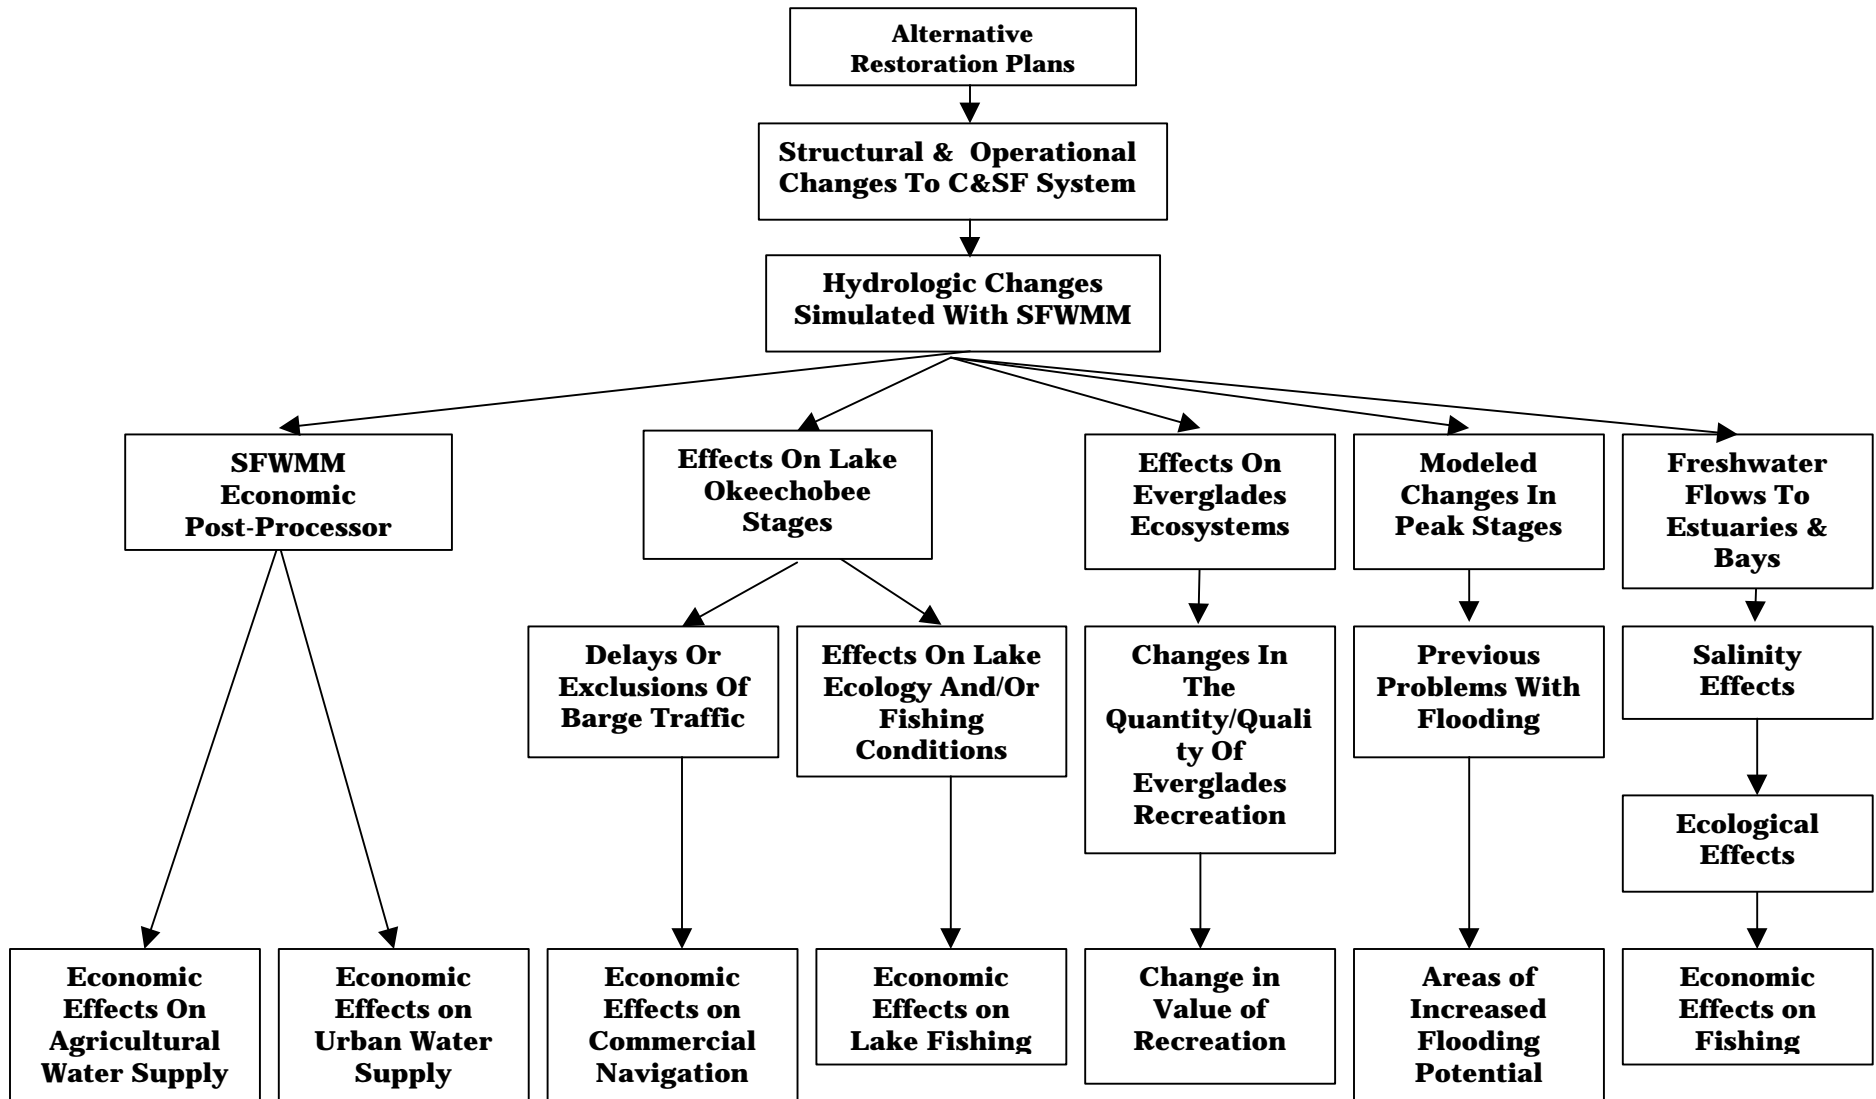 Alternative
Restoration Plans
Structural & Operational
Changes To C&SF System
Hydrologic Changes
Simulated With SFWMM
SFWMM
Economic
Post-Processor
Effects On Lake
Okeechobee
Stages
Effects On
Everglades
Ecosystems
Modeled
Changes In
Peak Stages
Freshwater
Flows To
Estuaries &
Bays
Delays Or
Exclusions Of
Barge Traffic
Effects On Lake
Ecology And/Or
Fishing
Conditions
Changes In
The
Quantity/Quali
ty Of
Everglades
Recreation
Previous
Problems With
Flooding
Salinity
Effects
Ecological
Effects
Economic
Effects On
Agricultural
Water Supply
Economic
Effects on
Urban Water
Supply
Economic
Effects on
Commercial
Navigation
Economic
Effects on
Lake Fishing
Change in
Value of
Recreation
Areas of
Increased
Flooding
Potential
Economic
Effects on
Fishing